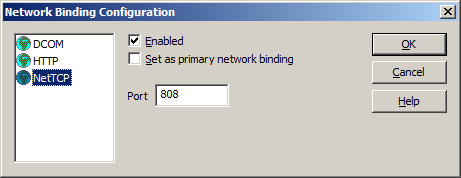 Network Binding Configuration
DCOM
HTTP
NetTCP
Enabled
Set as primary network binding
Port 808
OK
Cancel
Help